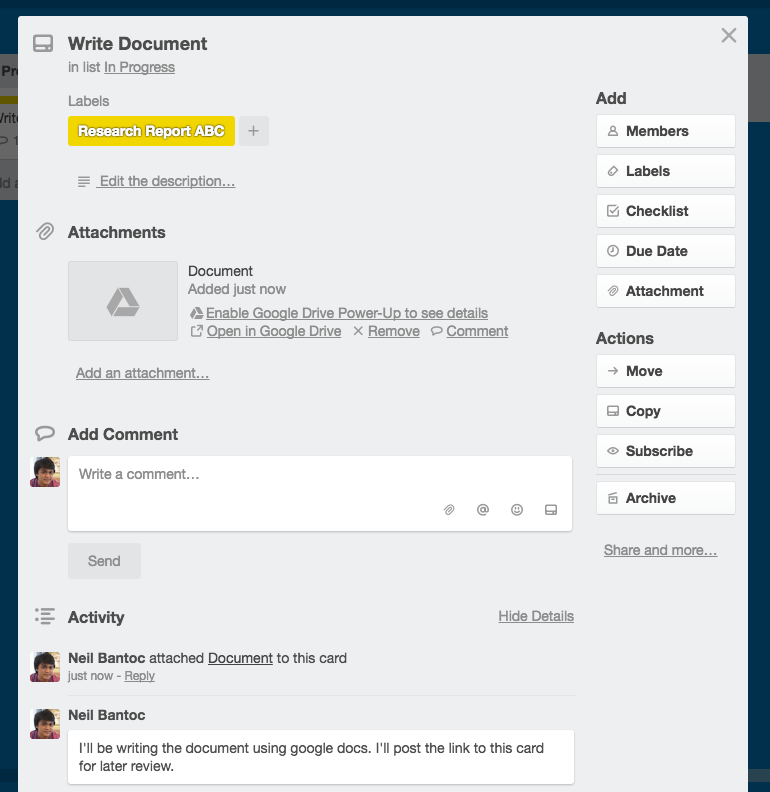 Write Document
in list In Progress
Labels
Research Report ABC
+
Edit the description…
Attachments
Document
Added just now
Enable Google Drive Power-Up to see details
Open in Google Drive Remove Comment
Add an attachment…
Add Comment
Write a comment…
Send
Activity
Hide Details
Neil Bantoc attached Document to this card
just now - Reply
Neil Bantoc
I'll be writing the document using google docs. I'll post the link to this card
for later review.
Add
Members
Labels
Checklist
Due Date
Attachment
Actions
Move
Copy
Subscribe
Archive
Share and more…